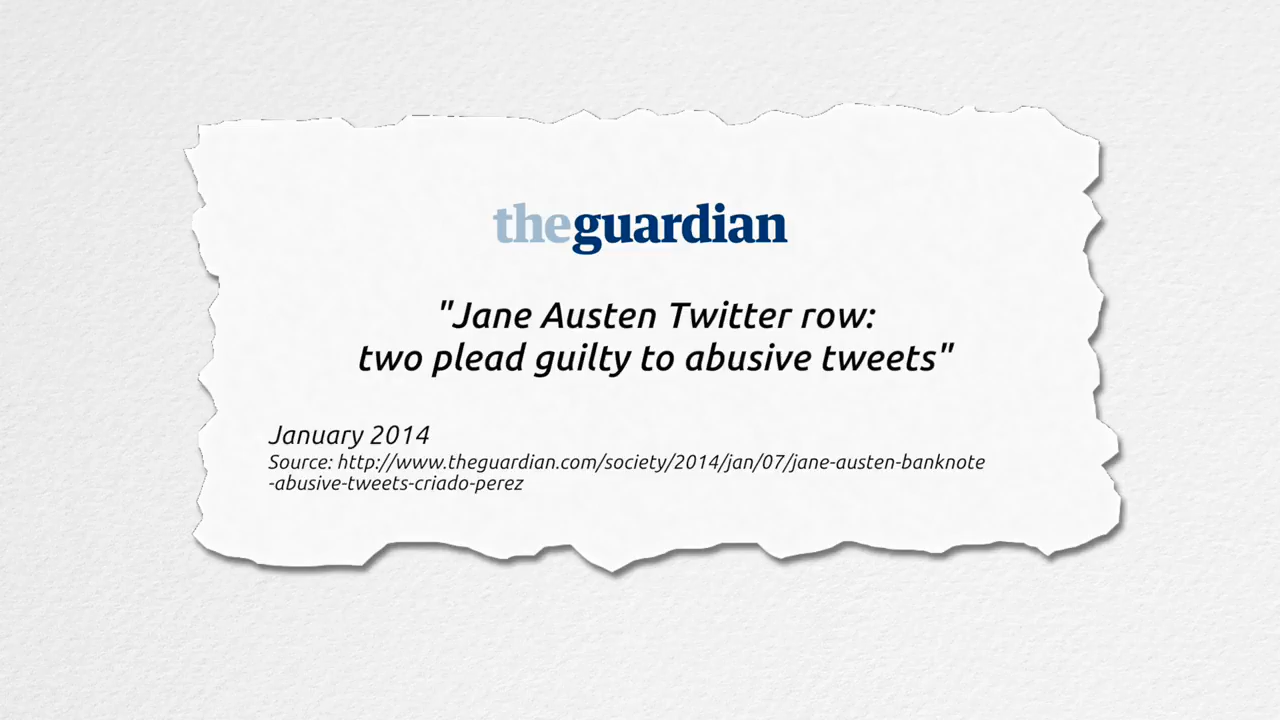 theguardian
"Jane Austen Twitter row:
two plead guilty to abusive tweets"
January 2014
Source: http://www.theguardian.com/society/2014/jan/07/jane-austen-banknote
-abusive-tweets-criado-perez